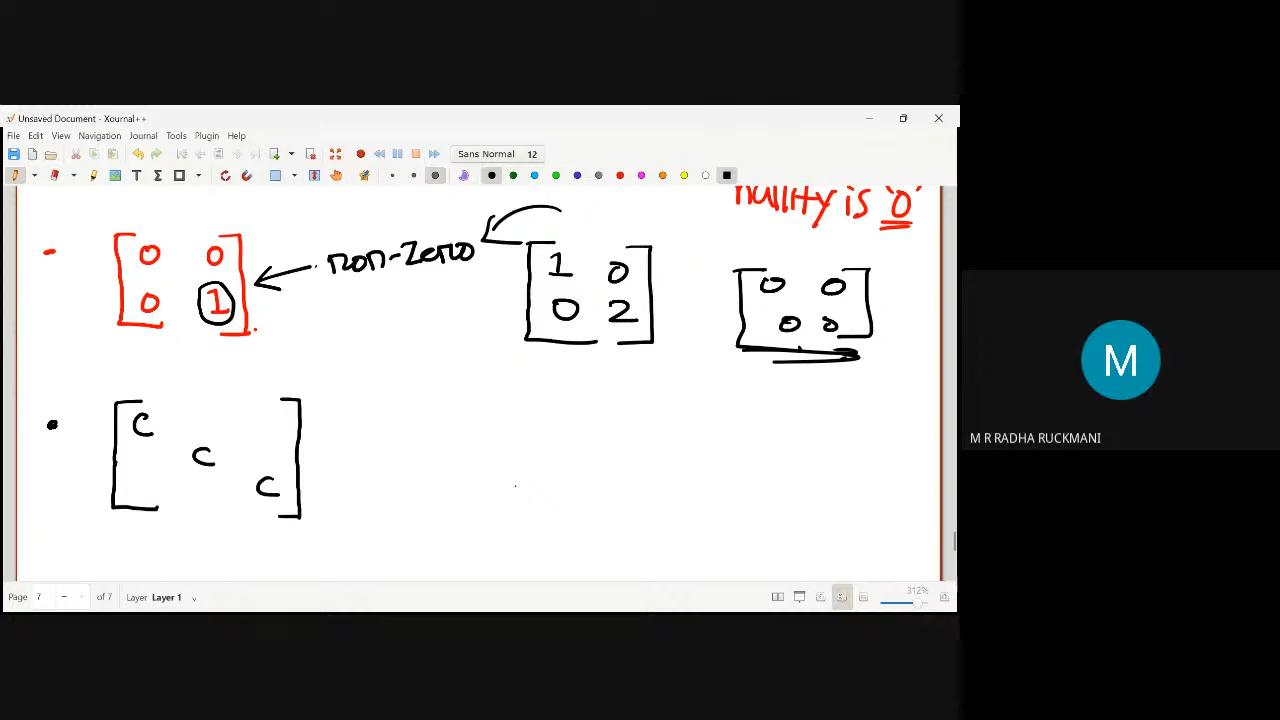 Unsaved Document - Xournal++
File Edit View Navigation Journal Tools Plugin Help
Sans Normal 12
nullity is '0'
non-zero
0 0
0 1
1 0
0 2
0 0
0 0
c
c
c
M
M R RADHA RUCKMANI
Page 7 of 7 Layer Layer 1 312%